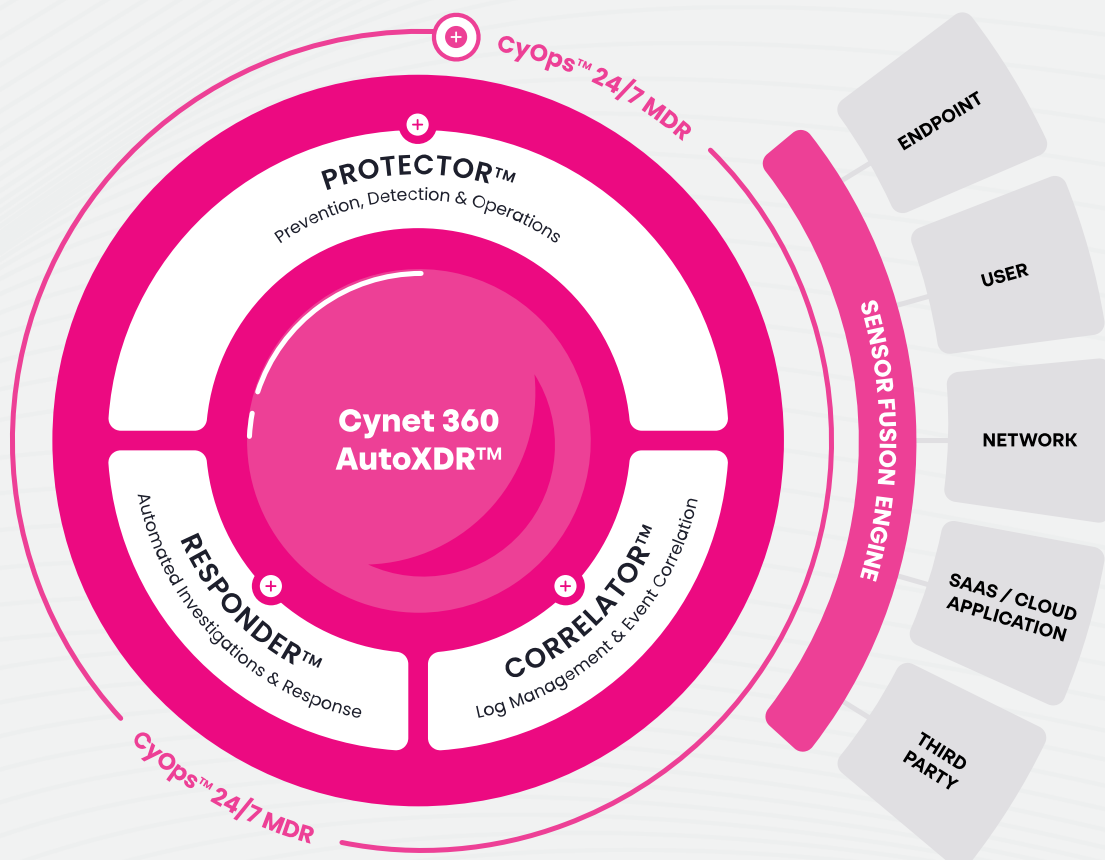 CyOps™ 24/7 MDR
PROTECTOR™
Prevention, Detection & Operations
Cynet 360
AutoXDR™
RESPONDER™
Automated Investigations & Response
CORRELATOR™
Log Management & Event Correlation
CyOps™ 24/7 MDR
SENSOR FUSION ENGINE
ENDPOINT
USER
NETWORK
SAAS / CLOUD
APPLICATION
THIRD
PARTY